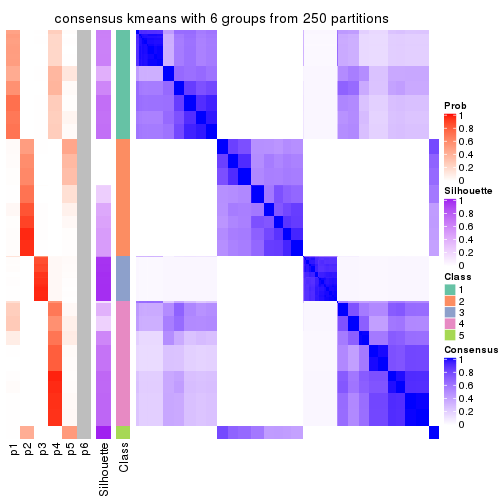 consensus kmeans with 6 groups from 250 partitions
Prob
1
0.8
0.6
0.4
0.2
0
Silhouette
1
0.8
0.6
0.4
0.2
0
Class
1
2
3
4
5
Consensus
1
0.8
0.6
0.4
0.2
0
p1
p2
p3
p4
p5
p6
Silhouette
Class